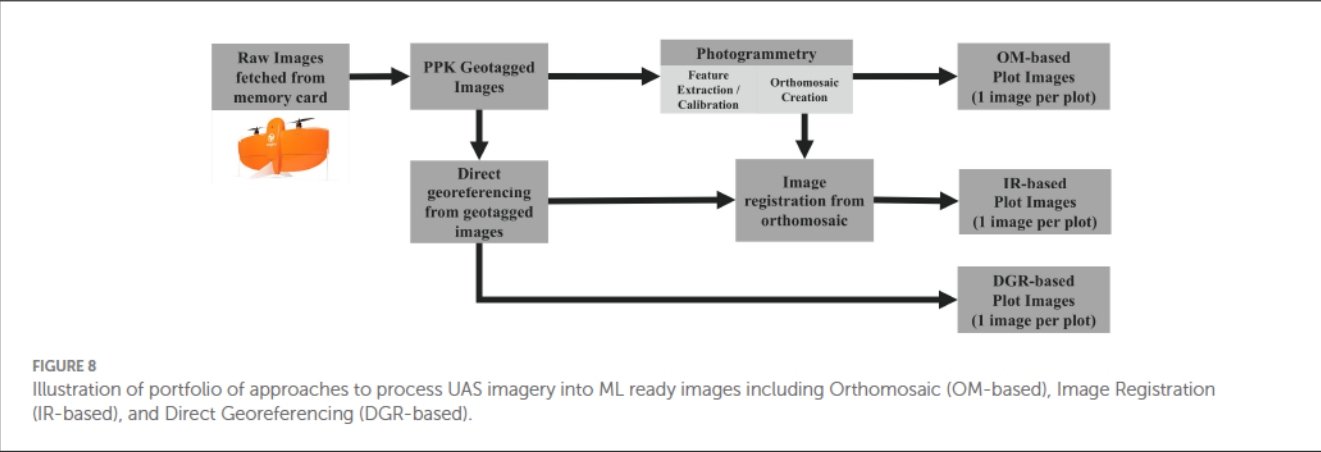 Raw Images
fetched from
memory card
PPK Geotagged
Images
Photogrammetry
Feature
Extraction /
Calibration
Orthomosaic
Creation
OM-based
Plot Images
(1 image per plot)
Direct
georeferencing
from geotagged
images
Image
registration from
orthomosaic
IR-based
Plot Images
(1 image per plot)
DGR-based
Plot Images
(1 image per plot)
FIGURE 8
Illustration of portfolio of approaches to process UAS imagery into ML ready images including Orthomosaic (OM-based), Image Registration
(IR-based), and Direct Georeferencing (DGR-based).